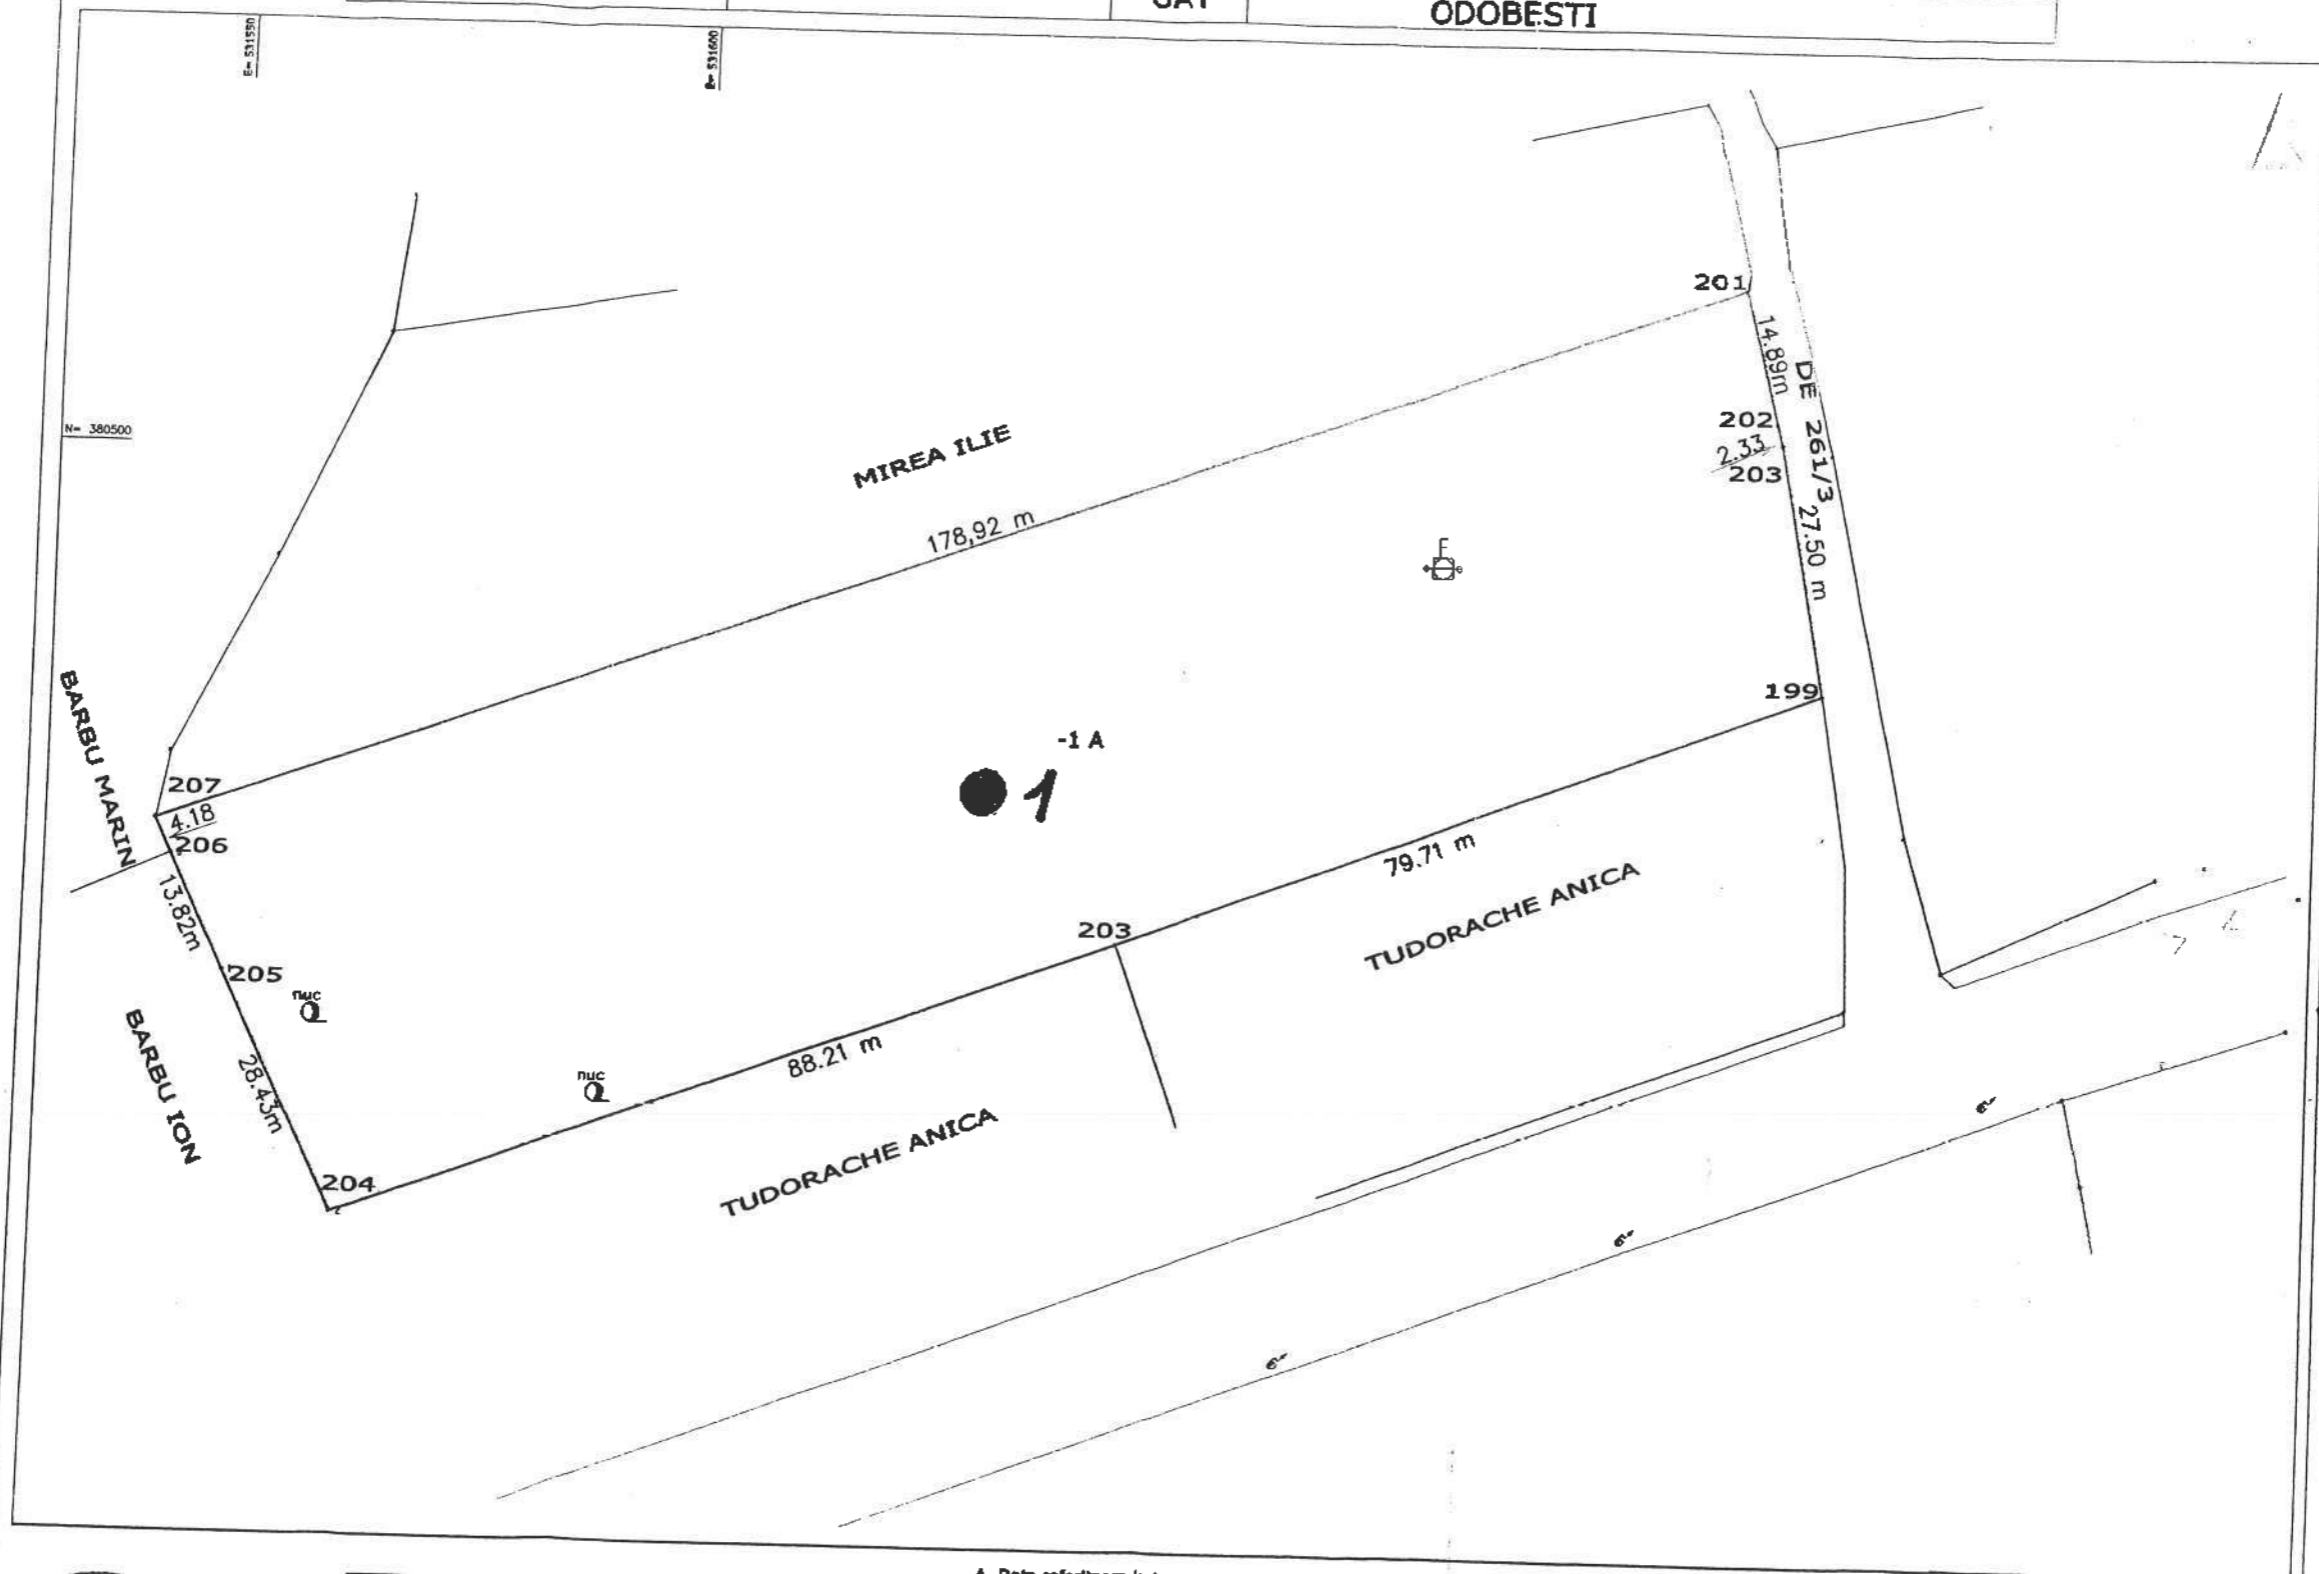 ODOBESTI
E= 531550
E= 531600
N= 380500
201
14.89m
DE 261/3
202
2.33
203
27.50 m
MIREA ILIE
178,92 m
F
199
-1 A
1
BARBU MARIN
207
4.18
206
13.82m
205
nuc
79.71 m
203
TUDORACHE ANICA
BARBU ION
28.43m
nuc
88.21 m
204
TUDORACHE ANICA